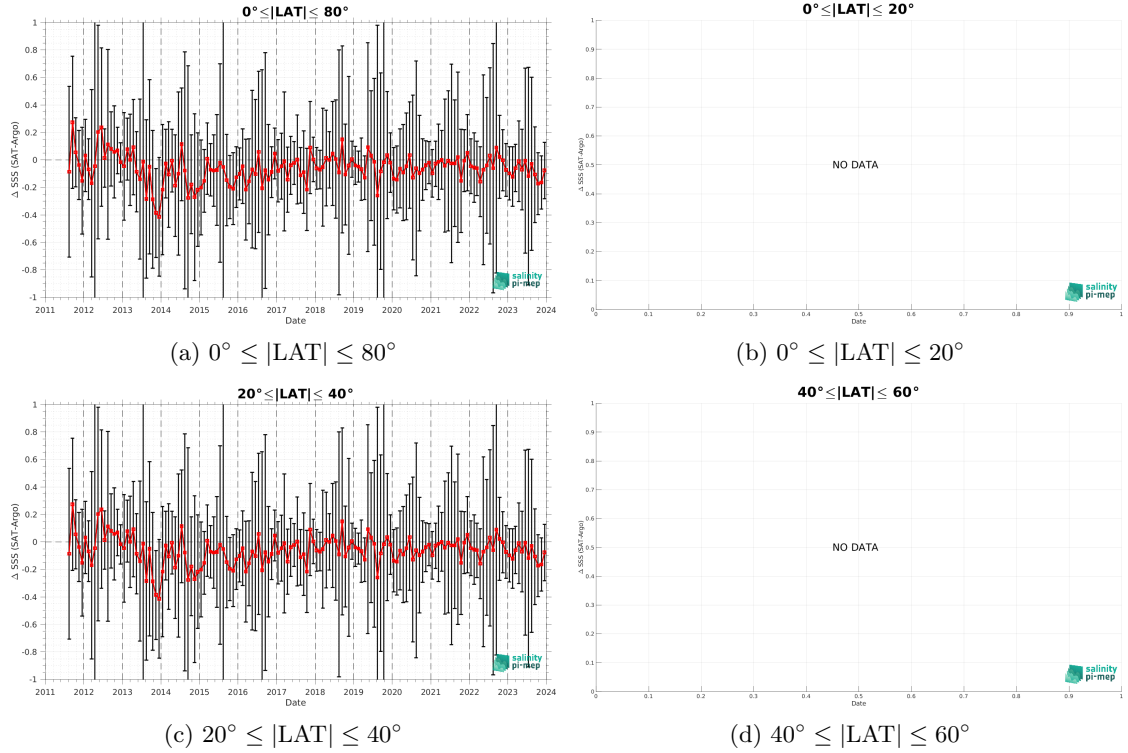 0°≤|LAT|≤ 80°
1
0.8
0.6
0.4
0.2
0
-0.2
-0.4
-0.6
-0.8
-1
Δ SSS (SAT-Argo)
2011 2012 2013 2014 2015 2016 2017 2018 2019 2020 2021 2022 2023 2024
Date
salinity
pi-mep
(a) 0° ≤ |LAT| ≤ 80°
0°≤|LAT|≤ 20°
1
0.9
0.8
0.7
0.6
0.5
0.4
0.3
0.2
0.1
0
Δ SSS (SAT-Argo)
NO DATA
0 0.1 0.2 0.3 0.4 0.5 0.6 0.7 0.8 0.9 1
Date
salinity
pi-mep
(b) 0° ≤ |LAT| ≤ 20°
20°≤|LAT|≤ 40°
1
0.8
0.6
0.4
0.2
0
-0.2
-0.4
-0.6
-0.8
-1
Δ SSS (SAT-Argo)
2011 2012 2013 2014 2015 2016 2017 2018 2019 2020 2021 2022 2023 2024
Date
salinity
pi-mep
(c) 20° ≤ |LAT| ≤ 40°
40°≤|LAT|≤ 60°
1
0.9
0.8
0.7
0.6
0.5
0.4
0.3
0.2
0.1
0
Δ SSS (SAT-Argo)
NO DATA
0 0.1 0.2 0.3 0.4 0.5 0.6 0.7 0.8 0.9 1
Date
salinity
pi-mep
(d) 40° ≤ |LAT| ≤ 60°